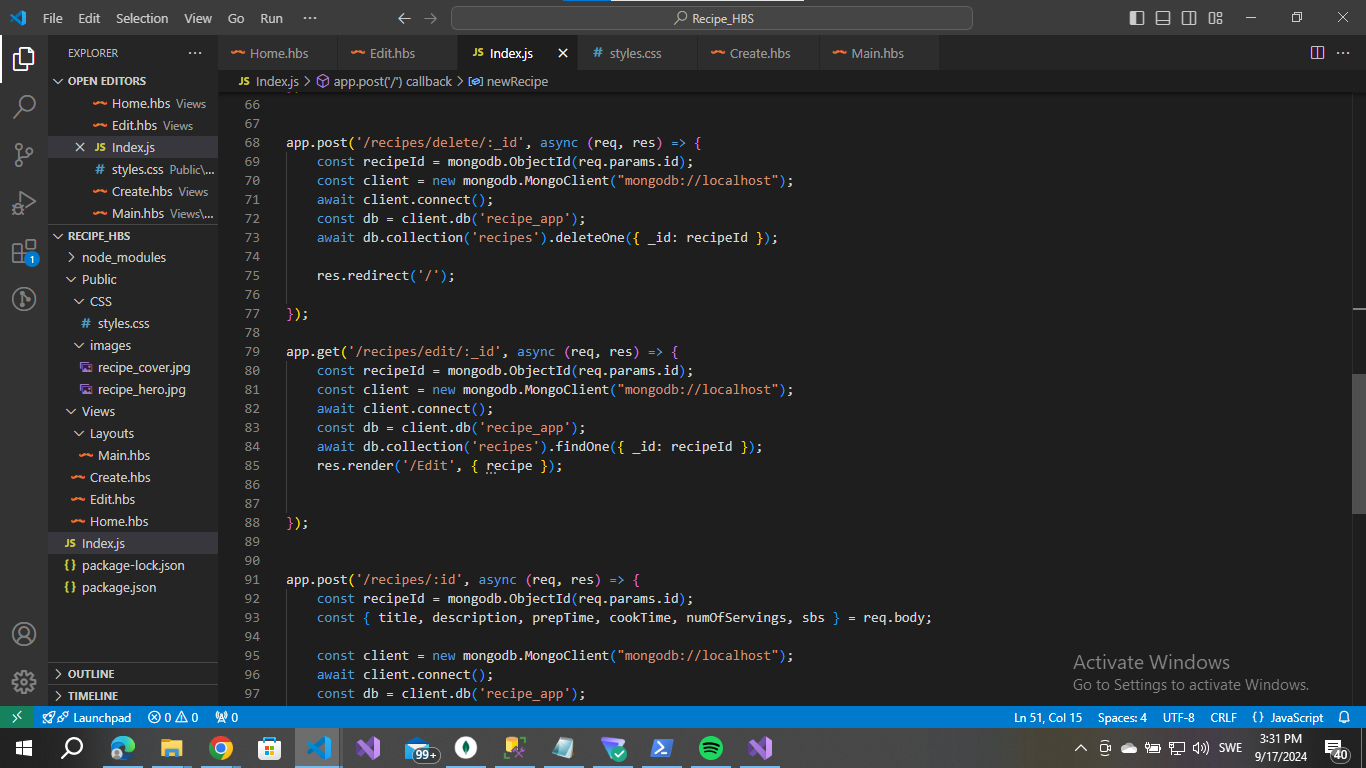 File Edit Selection View Go Run ··· Recipe_HBS
EXPLORER ···
OPEN EDITORS
Home.hbs Views
Edit.hbs Views
JS Index.js
# styles.css Public\...
Create.hbs Views
Main.hbs Views\...
RECIPE_HBS
node_modules
Public
CSS
# styles.css
images
recipe_cover.jpg
recipe_hero.jpg
Views
Layouts
Main.hbs
Create.hbs
Edit.hbs
Home.hbs
JS Index.js
{} package-lock.json
{} package.json
OUTLINE
TIMELINE
1
Home.hbs Edit.hbs JS Index.js # styles.css Create.hbs Main.hbs ···
JS Index.js > app.post('/') callback > newRecipe
66
67
68 app.post('/recipes/delete/:_id', async (req, res) => {
69 const recipeId = mongodb.ObjectId(req.params.id);
70 const client = new mongodb.MongoClient("mongodb://localhost");
71 await client.connect();
72 const db = client.db('recipe_app');
73 await db.collection('recipes').deleteOne({ _id: recipeId });
74
75 res.redirect('/');
76
77 });
78
79 app.get('/recipes/edit/:_id', async (req, res) => {
80 const recipeId = mongodb.ObjectId(req.params.id);
81 const client = new mongodb.MongoClient("mongodb://localhost");
82 await client.connect();
83 const db = client.db('recipe_app');
84 await db.collection('recipes').findOne({ _id: recipeId });
85 res.render('/Edit', { recipe });
86
87
88 });
89
90
91 app.post('/recipes/:id', async (req, res) => {
92 const recipeId = mongodb.ObjectId(req.params.id);
93 const { title, description, prepTime, cookTime, numOfServings, sbs } = req.body;
94
95 const client = new mongodb.MongoClient("mongodb://localhost");
96 await client.connect();
97 const db = client.db('recipe_app');
Activate Windows
Go to Settings to activate Windows.
Launchpad 0 0 0 Ln 51, Col 15 Spaces: 4 UTF-8 CRLF {} JavaScript
99+ SWE 3:31 PM
9/17/2024 40